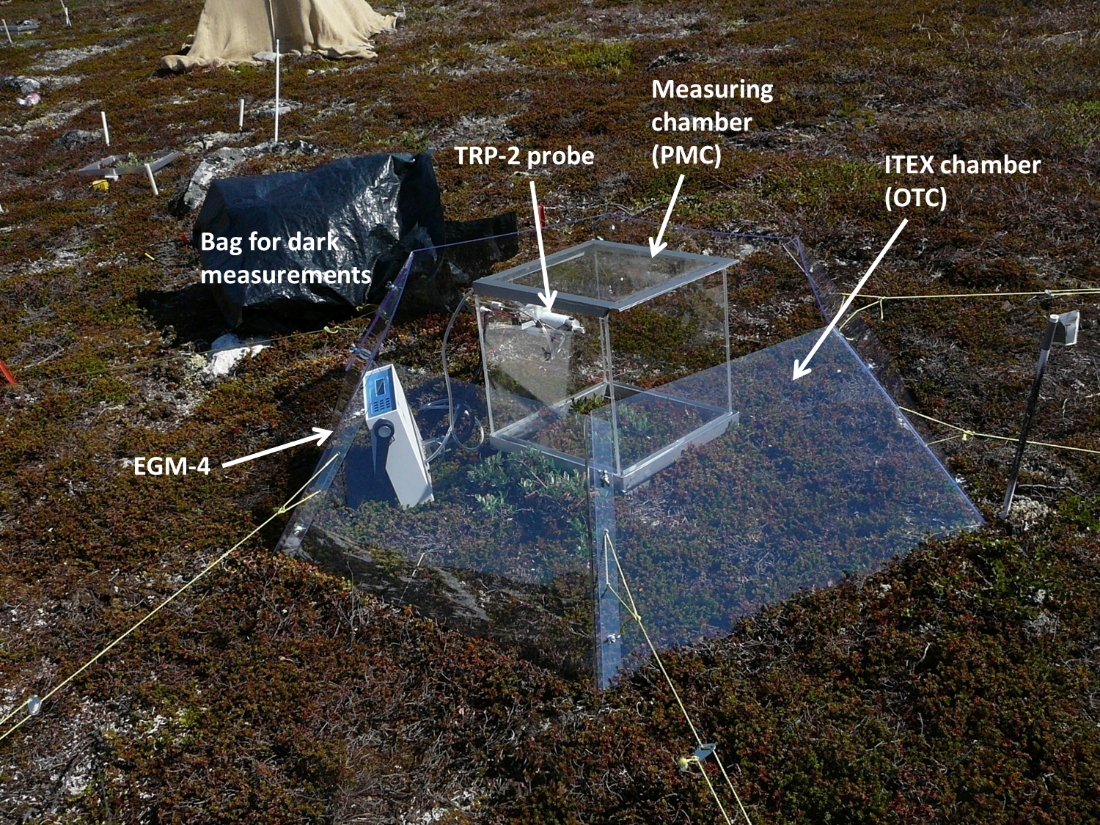 Measuring
chamber
(PMC)
TRP-2 probe
ITEX chamber
(OTC)
Bag for dark
measurements
EGM-4